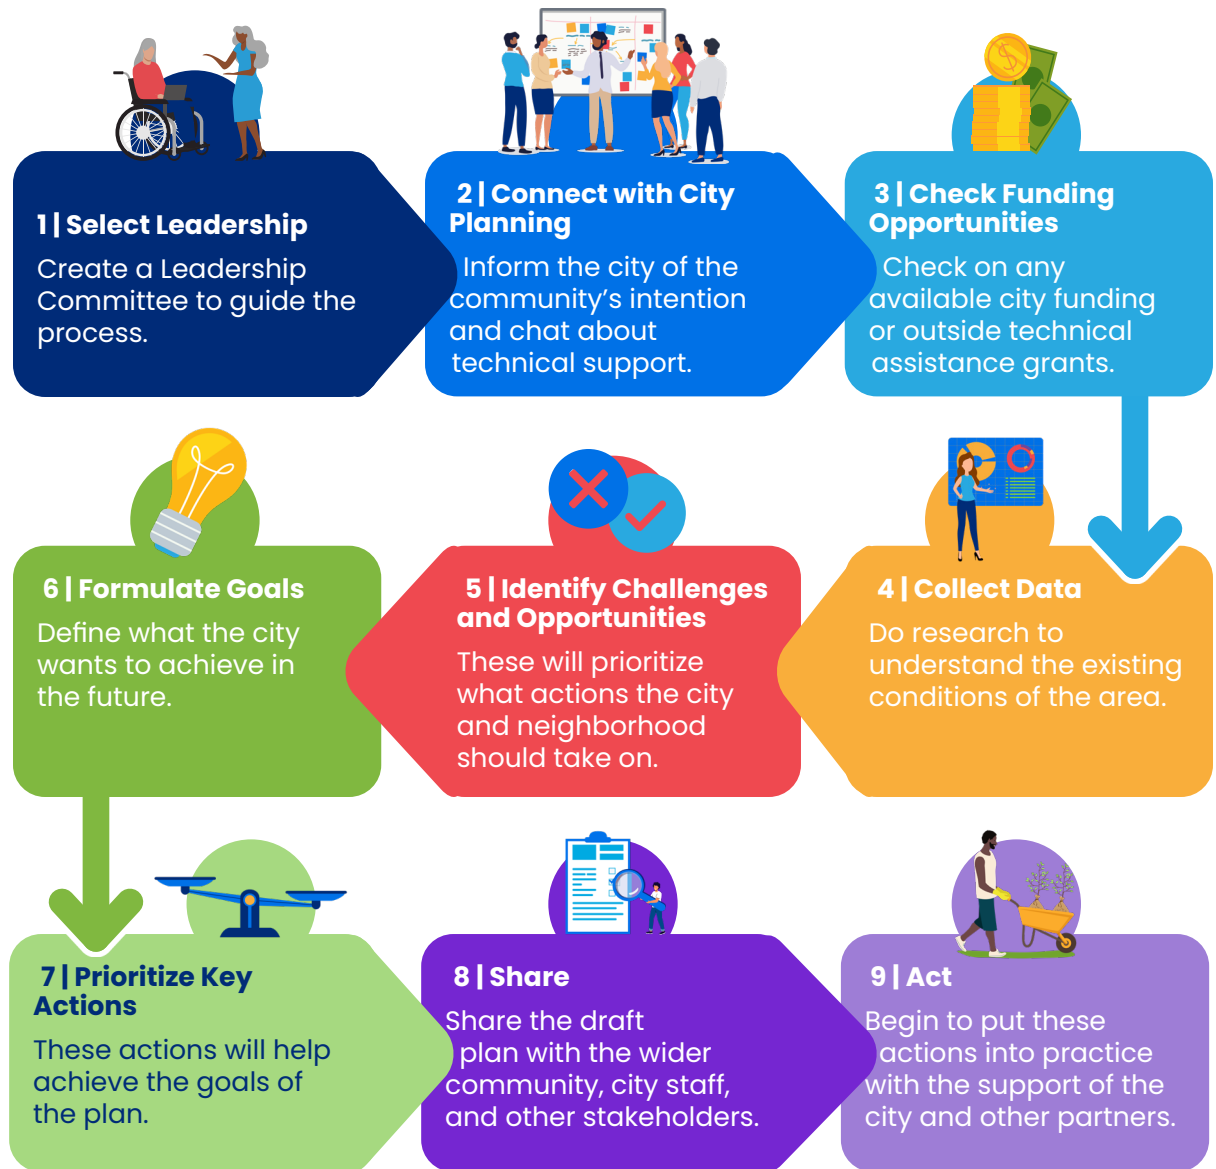 1 | Select Leadership
Create a Leadership
Committee to guide the
process.
2 | Connect with City
Planning
Inform the city of the
community’s intention
and chat about
technical support.
3 | Check Funding
Opportunities
Check on any
available city funding
or outside technical
assistance grants.
4 | Collect Data
Do research to
understand the existing
conditions of the area.
5 | Identify Challenges
and Opportunities
These will prioritize
what actions the city
and neighborhood
should take on.
6 | Formulate Goals
Define what the city
wants to achieve in
the future.
7 | Prioritize Key
Actions
These actions will help
achieve the goals of
the plan.
8 | Share
Share the draft
plan with the wider
community, city staff,
and other stakeholders.
9 | Act
Begin to put these
actions into practice
with the support of the
city and other partners.